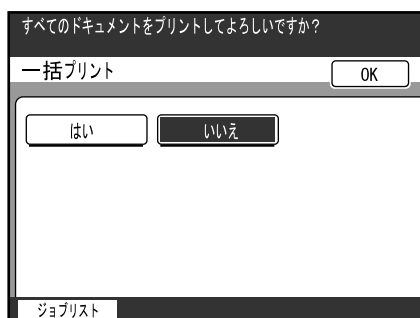 すべてのドキュメントをプリントしてよろしいですか？
一括プリント
OK
はい
いいえ
ジョブリスト